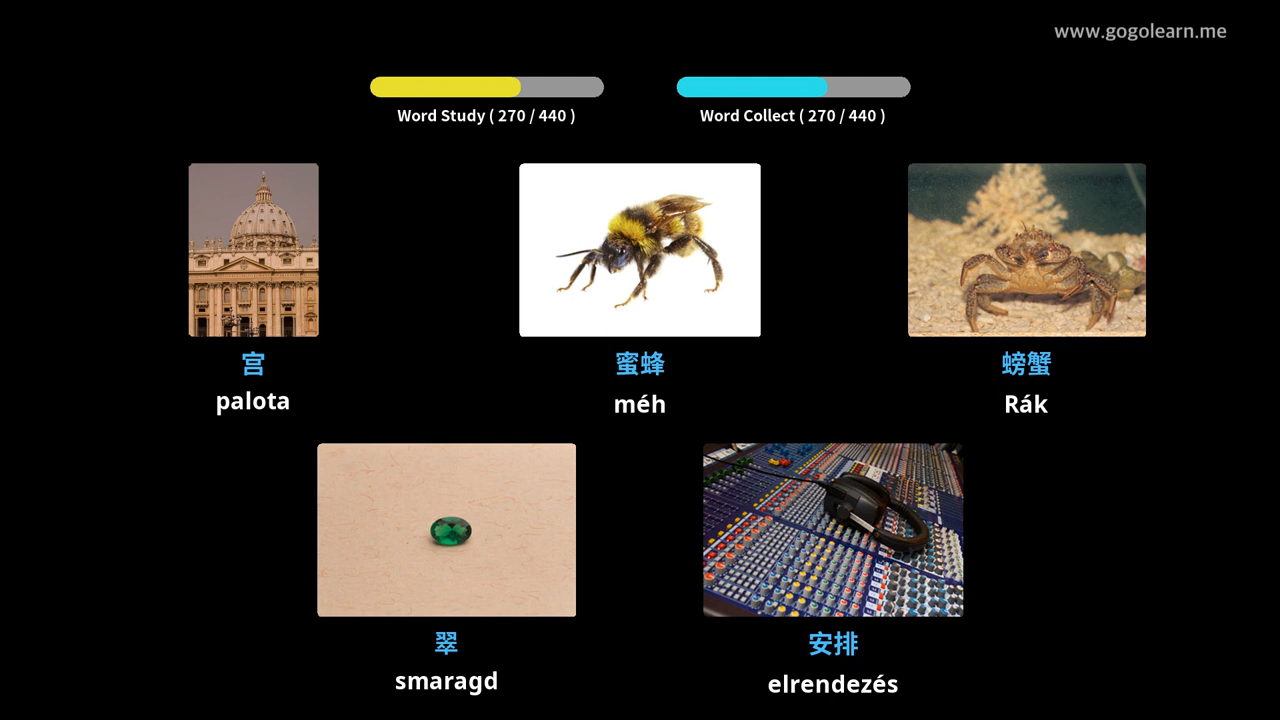 www.gogolearn.me
Word Study ( 270 / 440 )
Word Collect ( 270 / 440 )
宫
palota
蜜蜂
méh
螃蟹
Rák
翠
smaragd
安排
elrendezés